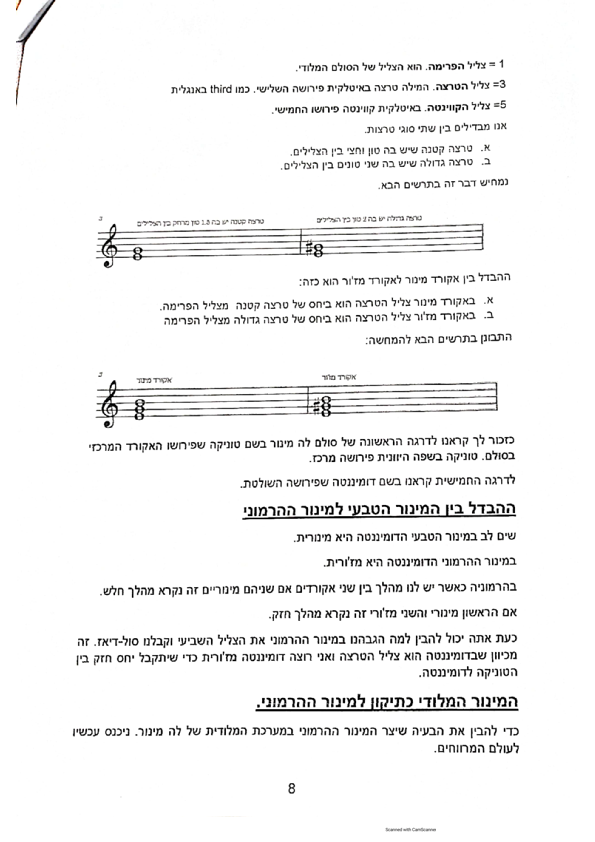 1 = צליל הפרימה. הוא הצליל של הסולם המלודי.
3= צליל הטרצה. המילה טרצה באיטלקית פירושה השלישי. כמו third באנגלית
5= צליל הקווינטה. באיטלקית קווינטה פירושו החמישי.
אנו מבדילים בין שתי סוגי טרצות.
א. טרצה קטנה שיש בה טון וחצי בין הצלילים.
ב. טרצה גדולה שיש בה שני טונים בין הצלילים.
נמחיש דבר זה בתרשים הבא.
טרצה גדולה יש בה 2 טון בין הצלילים
טרצה קטנה יש בה 1.5 טון מרחק בין הצלילים
ההבדל בין אקורד מינור לאקורד מז'ור הוא כזה:
א. באקורד מינור צליל הטרצה הוא ביחס של טרצה קטנה מצליל הפרימה.
ב. באקורד מז'ור צליל הטרצה הוא ביחס של טרצה גדולה מצליל הפרימה
התבונן בתרשים הבא להמחשה:
אקורד מז'ור
אקורד מינור
כזכור לך קראנו לדרגה הראשונה של סולם לה מינור בשם טוניקה שפירושו האקורד המרכזי
בסולם. טוניקה בשפה היוונית פירושה מרכז.
לדרגה החמישית קראנו בשם דומיננטה שפירושה השולטת.
ההבדל בין המינור הטבעי למינור ההרמוני
שים לב במינור הטבעי הדומיננטה היא מינורית.
במינור ההרמוני הדומיננטה היא מז'ורית.
בהרמוניה כאשר יש לנו מהלך בין שני אקורדים אם שניהם מינוריים זה נקרא מהלך חלש.
אם הראשון מינורי והשני מז'ורי זה נקרא מהלך חזק.
כעת אתה יכול להבין למה הגבהנו במינור ההרמוני את הצליל השביעי וקבלנו סול-דיאז. זה
מכיוון שבדומיננטה הוא צליל הטרצה ואני רוצה דומיננטה מז'ורית כדי שיתקבל יחס חזק בין
הטוניקה לדומיננטה.
המינור המלודי כתיקון למינור ההרמוני.
כדי להבין את הבעיה שיצר המינור ההרמוני במערכת המלודית של לה מינור. ניכנס עכשיו
לעולם המרווחים.
8
Scanned with CamScanner